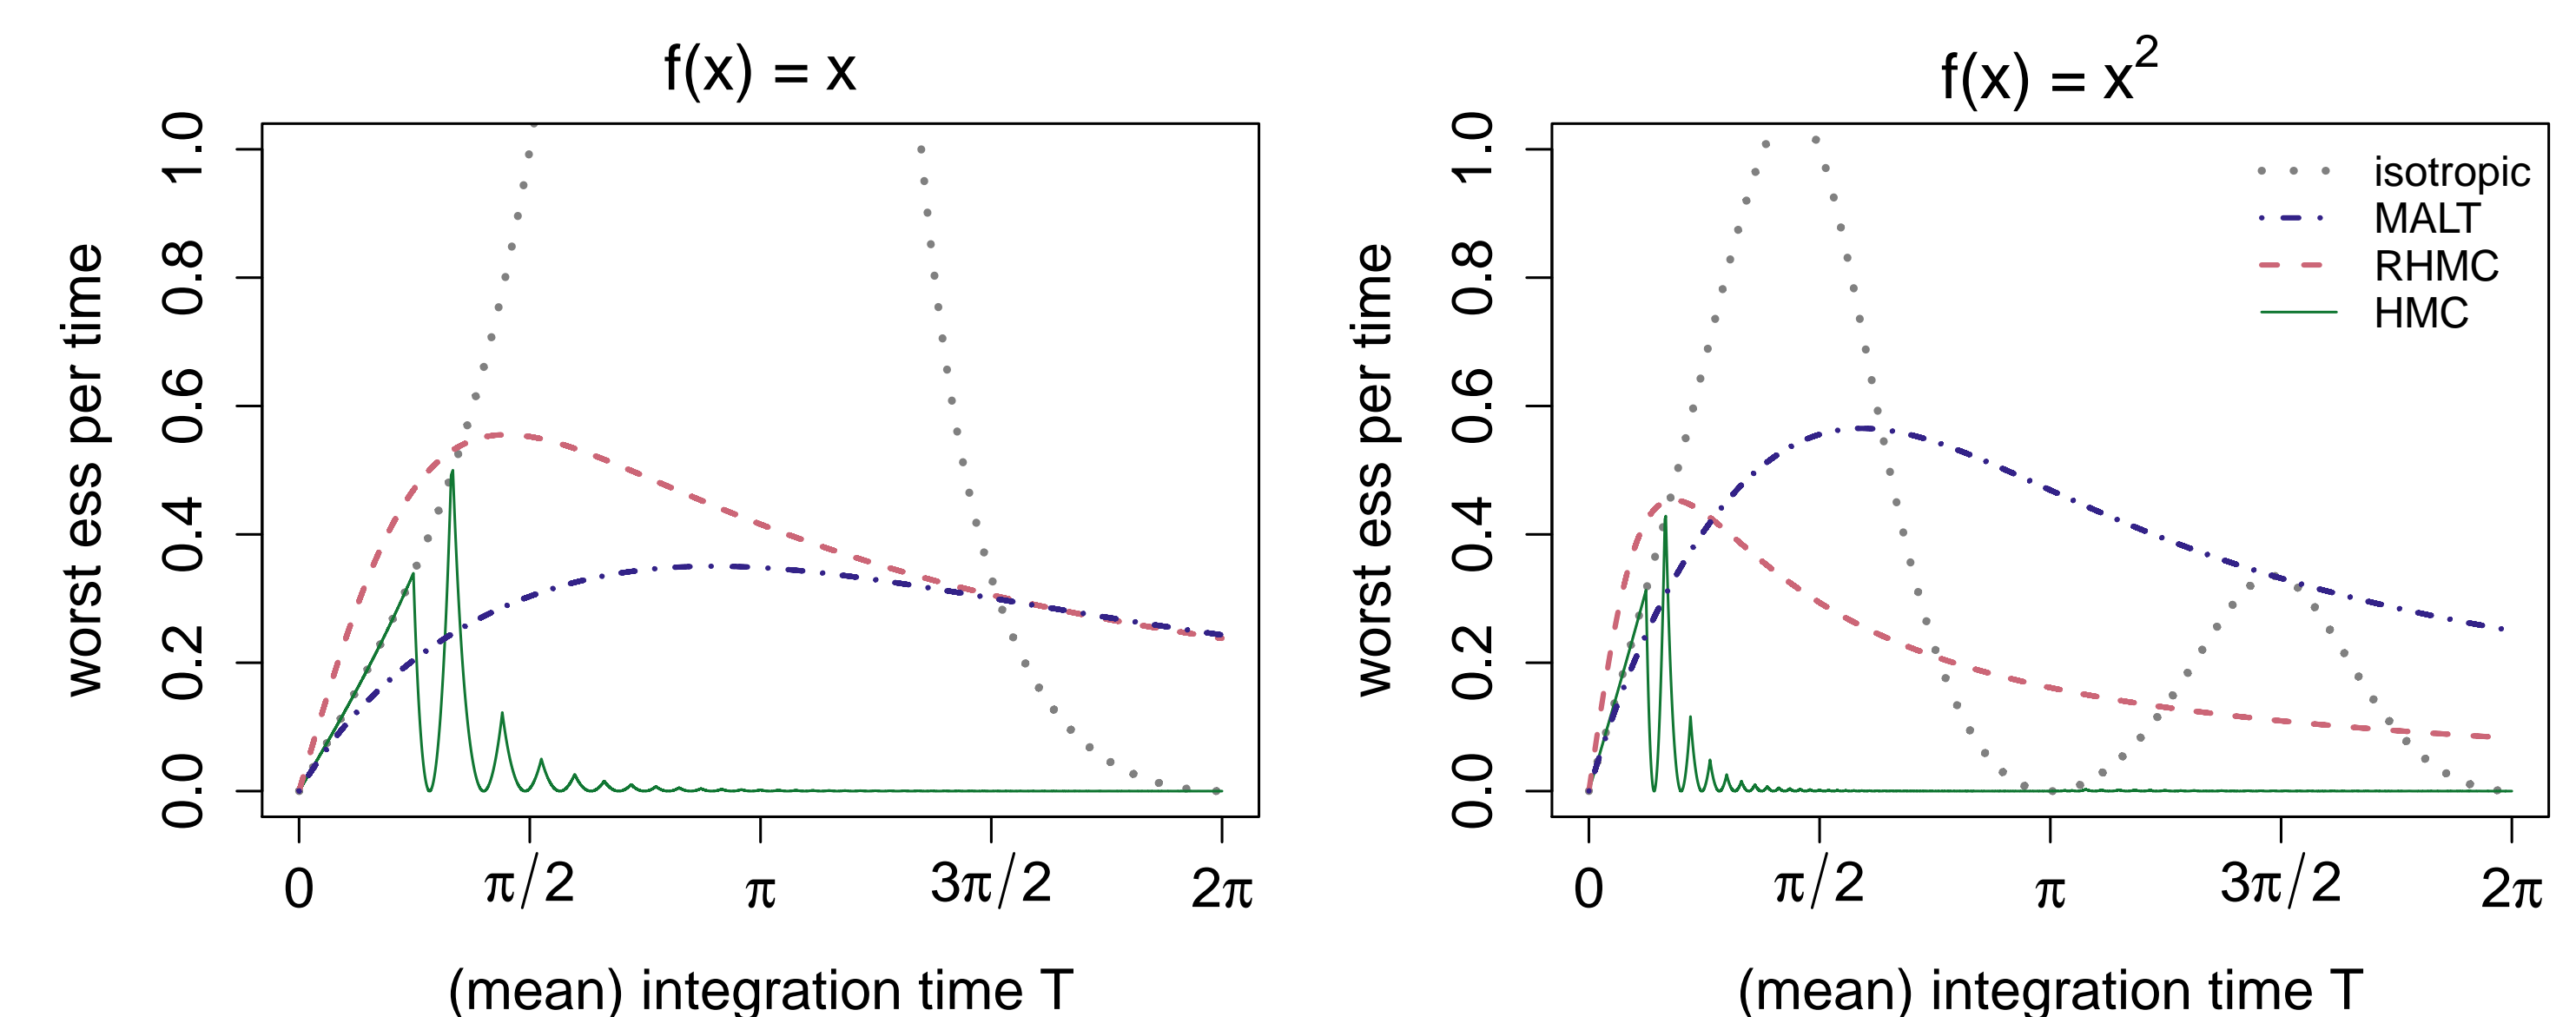 f(x) = x
worst ess per time
0.0 0.2 0.4 0.6 0.8 1.0
0 π/2 π 3π/2 2π
(mean) integration time T
f(x) = x²
worst ess per time
0.0 0.2 0.4 0.6 0.8 1.0
isotropic
MALT
RHMC
HMC
0 π/2 π 3π/2 2π
(mean) integration time T